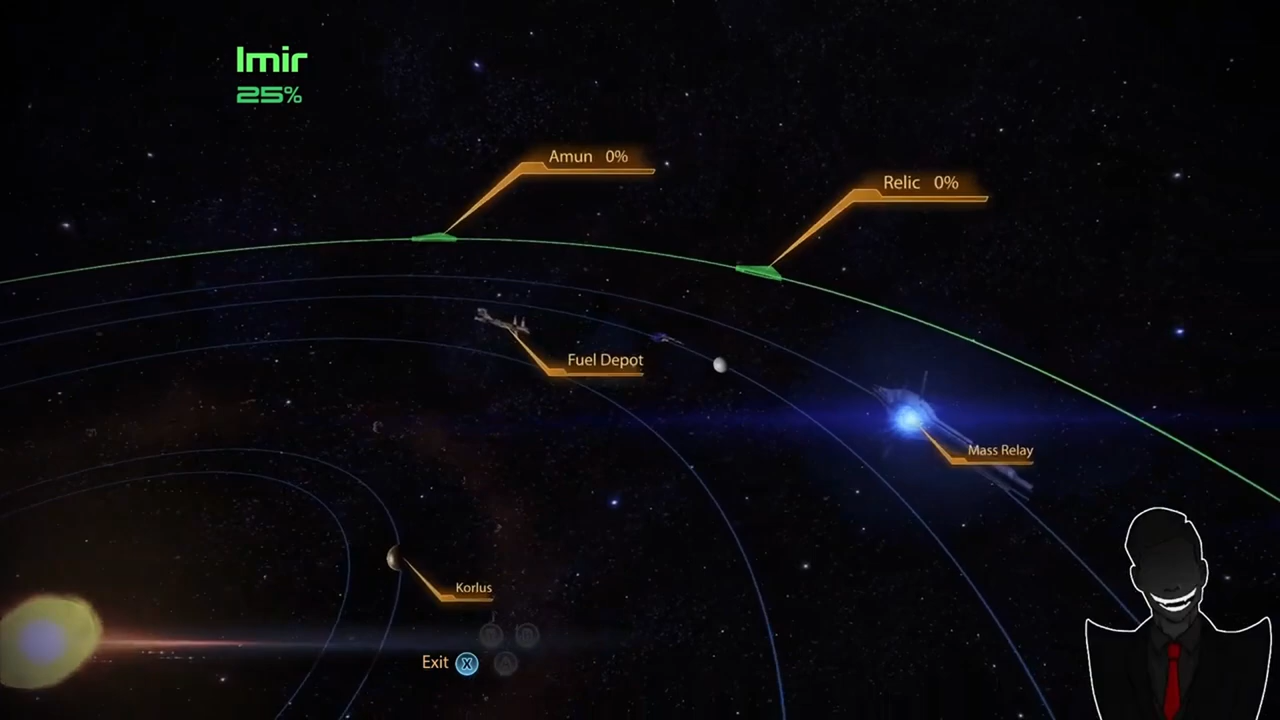 Imir
25%
Amun 0%
Relic 0%
Fuel Depot
Mass Relay
Korlus
Exit X